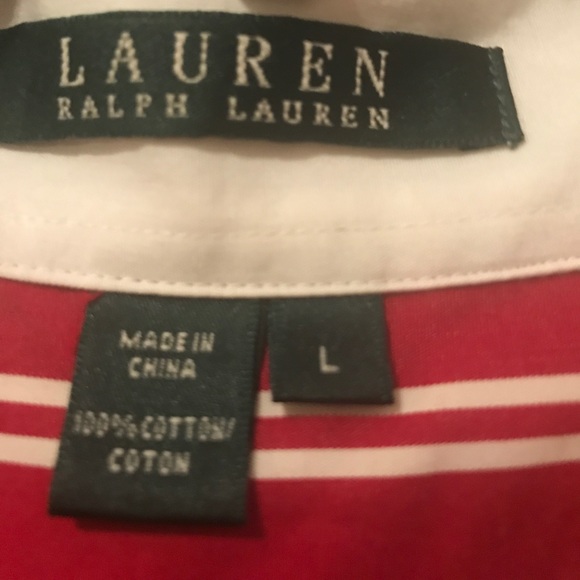 LAUREN
RALPH LAUREN
MADE IN
CHINA
L
100% COTTON/
COTON